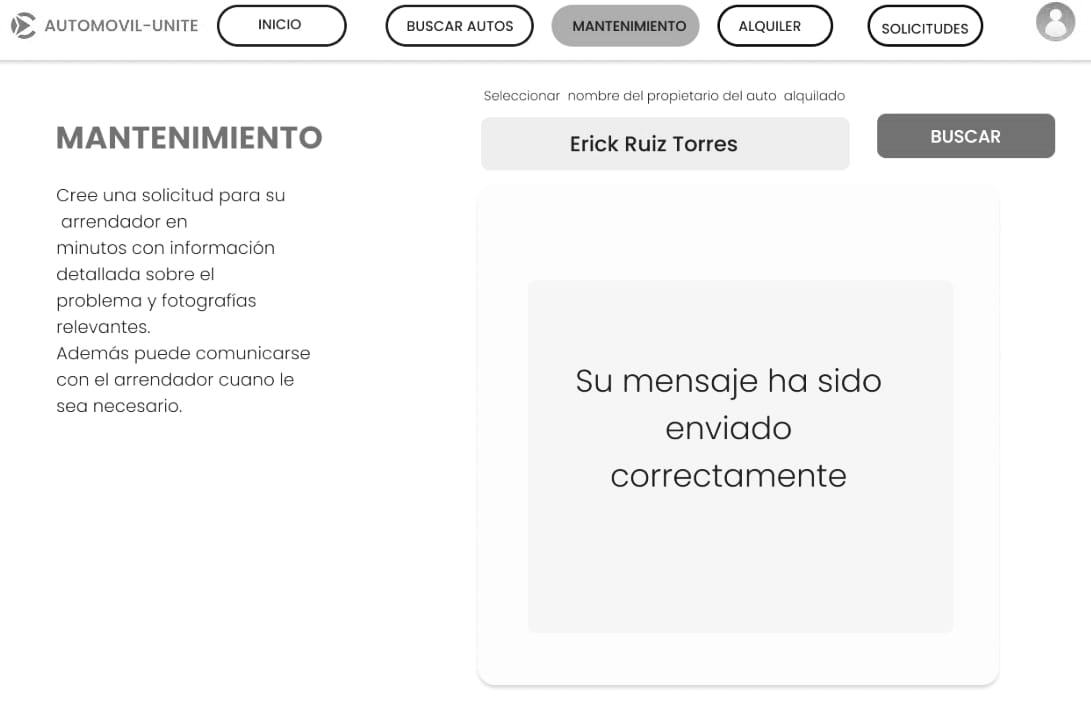 AUTOMOVIL-UNITE
INICIO
BUSCAR AUTOS
MANTENIMIENTO
ALQUILER
SOLICITUDES
MANTENIMIENTO
Cree una solicitud para su
arrendador en
minutos con información
detallada sobre el
problema y fotografías
relevantes.
Además puede comunicarse
con el arrendador cuano le
sea necesario.
Seleccionar nombre del propietario del auto alquilado
Erick Ruiz Torres
BUSCAR
Su mensaje ha sido
enviado
correctamente